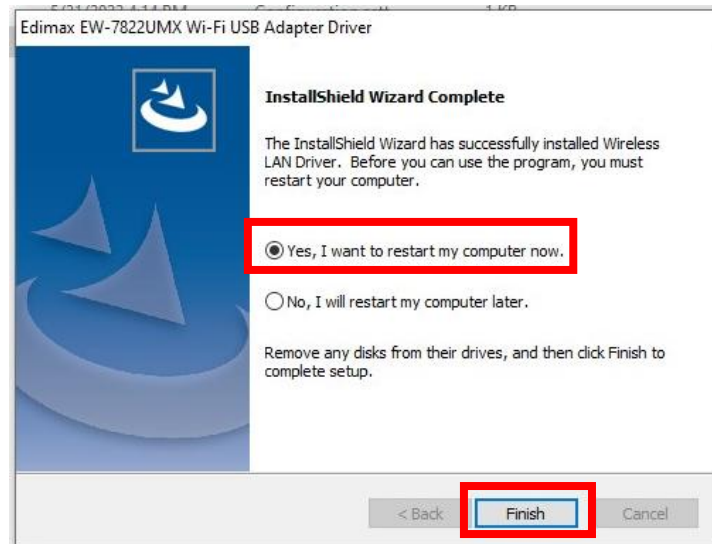 Edimax EW-7822UMX Wi-Fi USB Adapter Driver
InstallShield Wizard Complete
The InstallShield Wizard has successfully installed Wireless
LAN Driver. Before you can use the program, you must
restart your computer.
Yes, I want to restart my computer now.
No, I will restart my computer later.
Remove any disks from their drives, and then click Finish to
complete setup.
< Back Finish Cancel